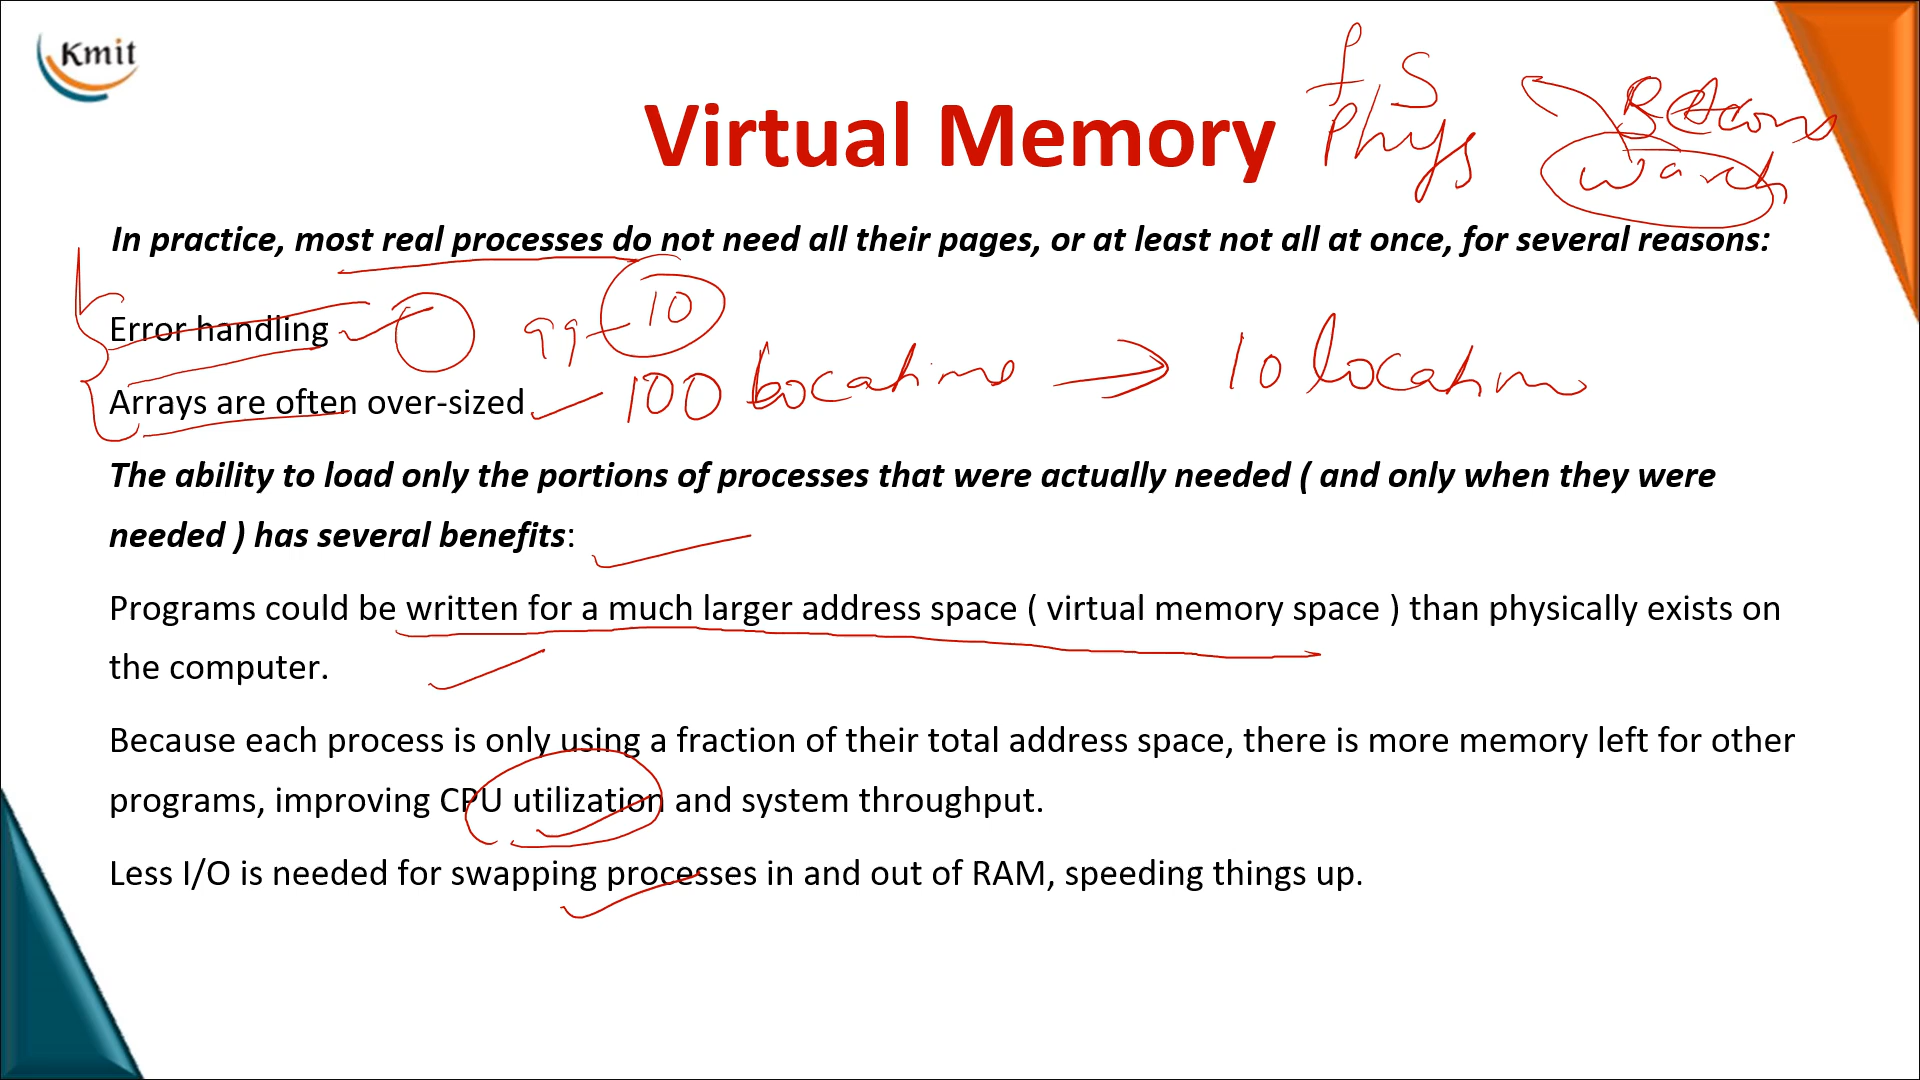 Kmit
Virtual Memory
S
Phys
In practice, most real processes do not need all their pages, or at least not all at once, for several reasons:
Error handling
99 10
Arrays are often over-sized 100 locations → 10 location
The ability to load only the portions of processes that were actually needed ( and only when they were
needed ) has several benefits:
Programs could be written for a much larger address space ( virtual memory space ) than physically exists on
the computer.
Because each process is only using a fraction of their total address space, there is more memory left for other
programs, improving CPU utilization and system throughput.
Less I/O is needed for swapping processes in and out of RAM, speeding things up.